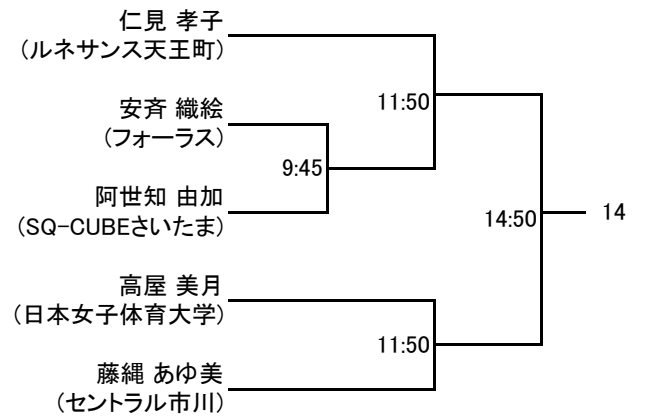 仁見 孝子
(ルネサンス天王町)
11:50
安斉 織絵
(フォーラス)
9:45
阿世知 由加
(SQ-CUBEさいたま)
14:50
14
高屋 美月
(日本女子体育大学)
11:50
藤縄 あゆ美
(セントラル市川)